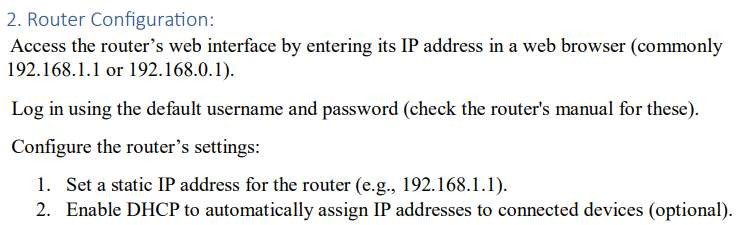 2. Router Configuration:
Access the router’s web interface by entering its IP address in a web browser (commonly
192.168.1.1 or 192.168.0.1).
Log in using the default username and password (check the router's manual for these).
Configure the router’s settings:
1. Set a static IP address for the router (e.g., 192.168.1.1).
2. Enable DHCP to automatically assign IP addresses to connected devices (optional).